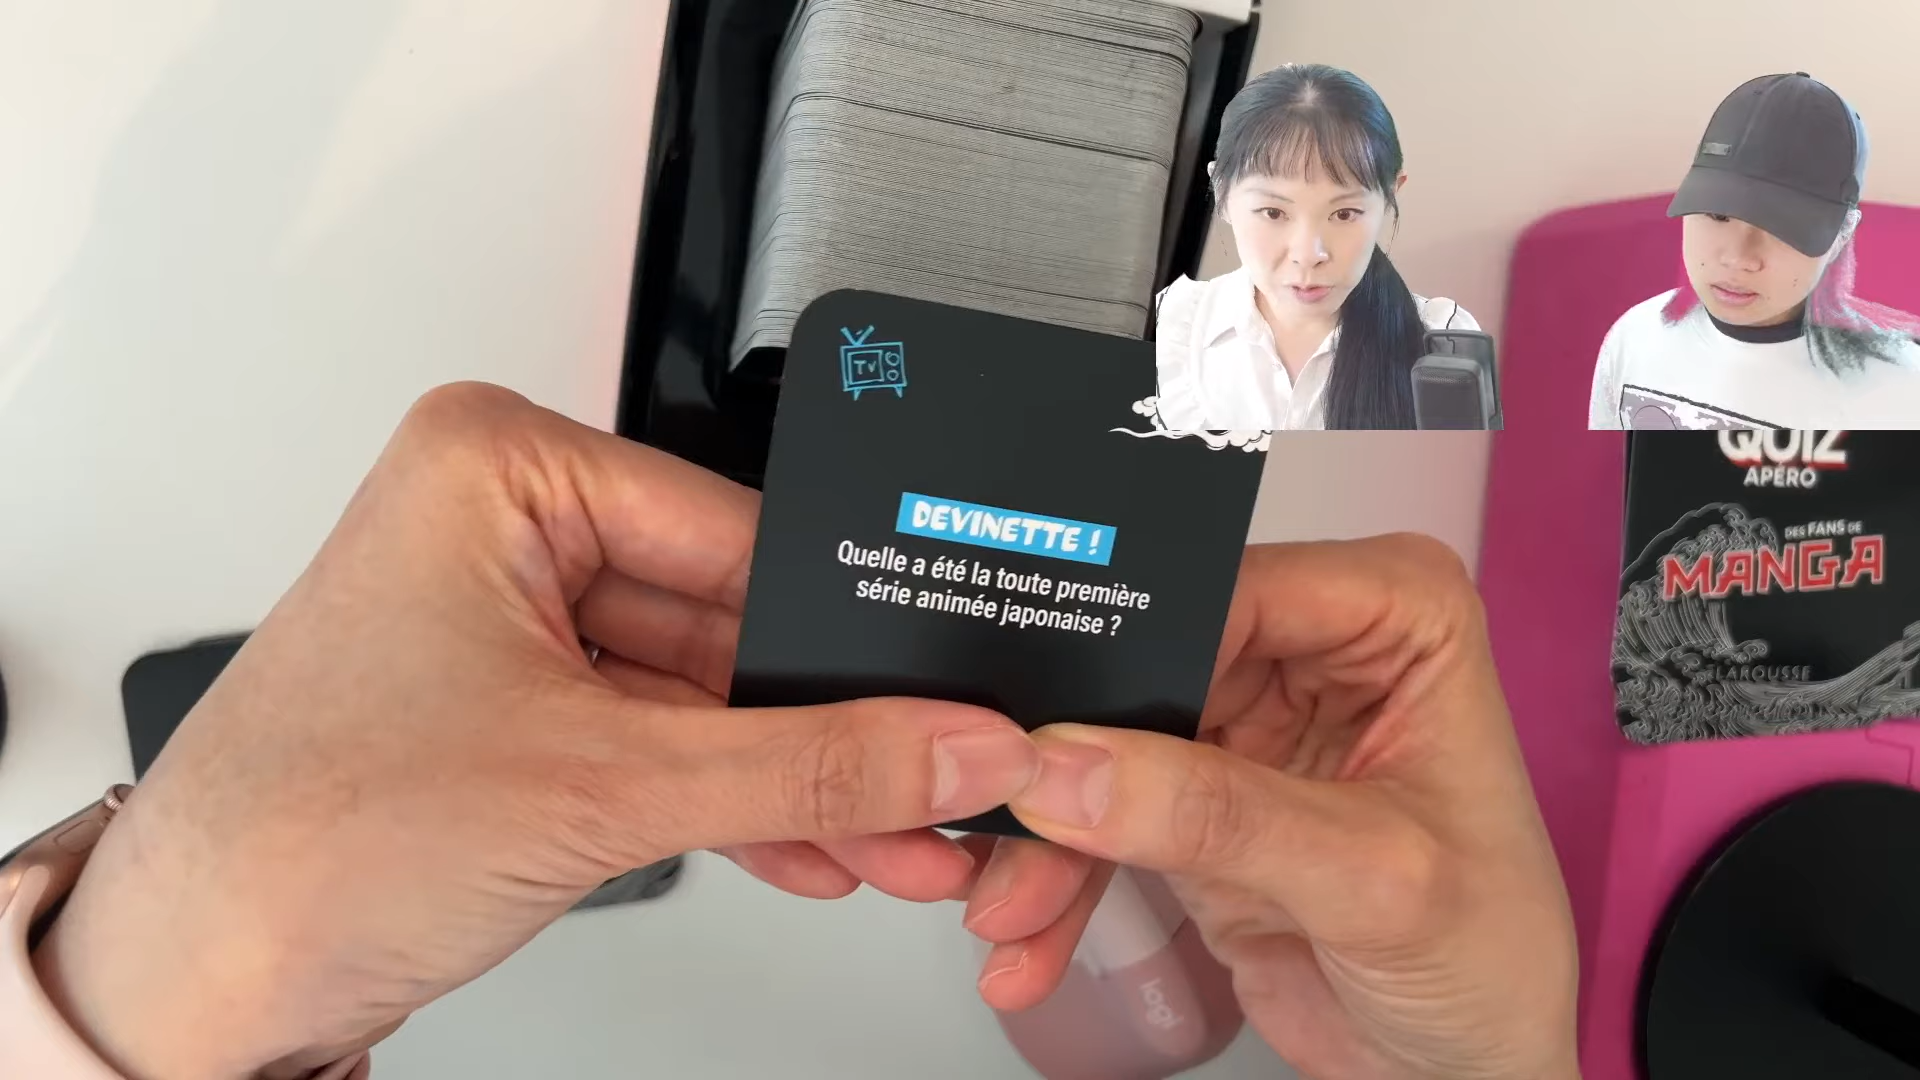 TV
DEVINETTE !
Quelle a été la toute première
série animée japonaise ?
QUIZ
APÉRO
DES FANS DE
MANGA
LAROUSSE
logi